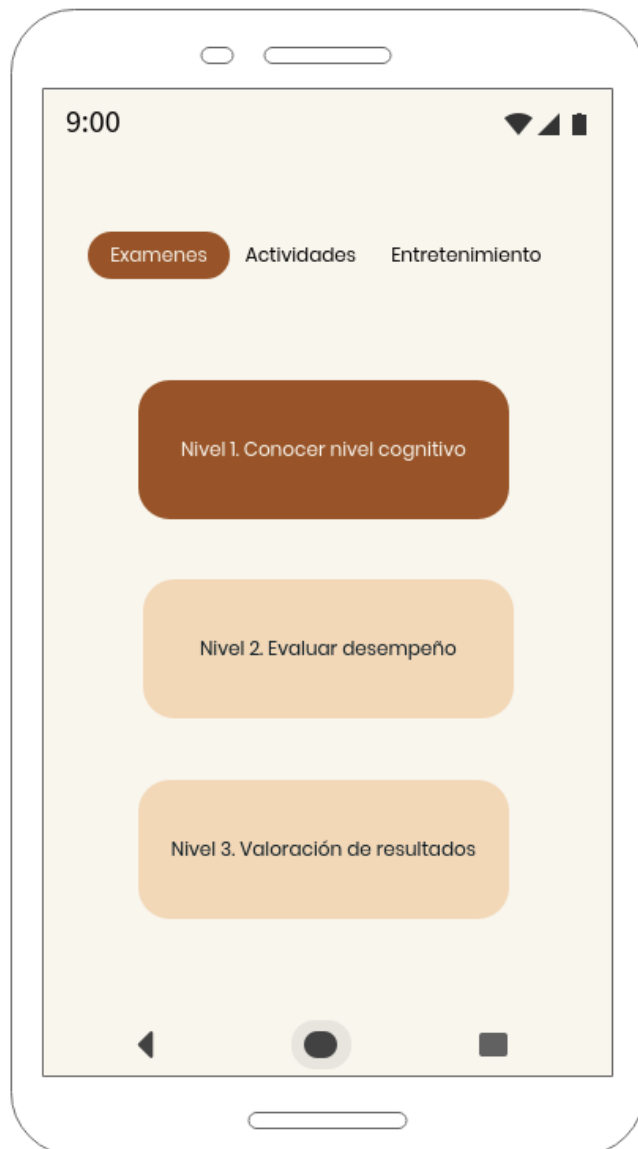 9:00
Examenes Actividades Entretenimiento
Nivel 1. Conocer nivel cognitivo
Nivel 2. Evaluar desempeño
Nivel 3. Valoración de resultados